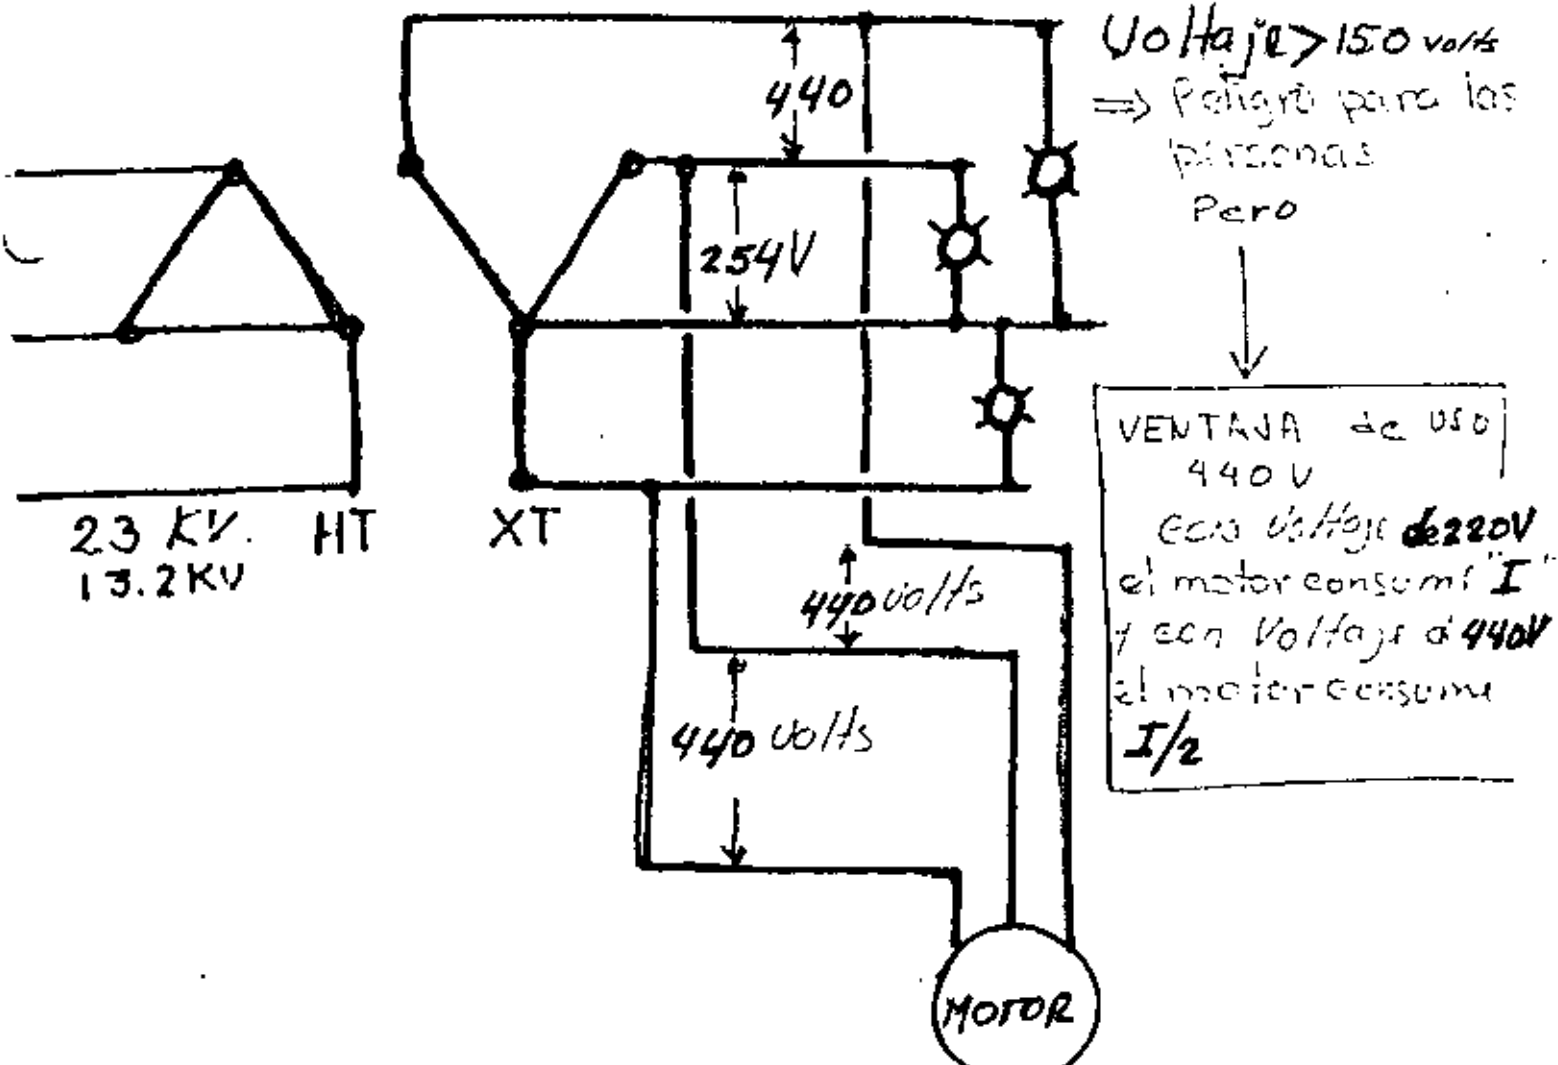 Voltaje > 150 volts
⇒ Peligro para las
personas
Pero
440
254V
23 KV.
13.2KV
HT
XT
VENTAJA de USO
440 V
Con Voltaje de 220V
el motor consume "I"
y con Voltaje a 440V
el motor consume
I/2
440 volts
440 volts
MOTOR